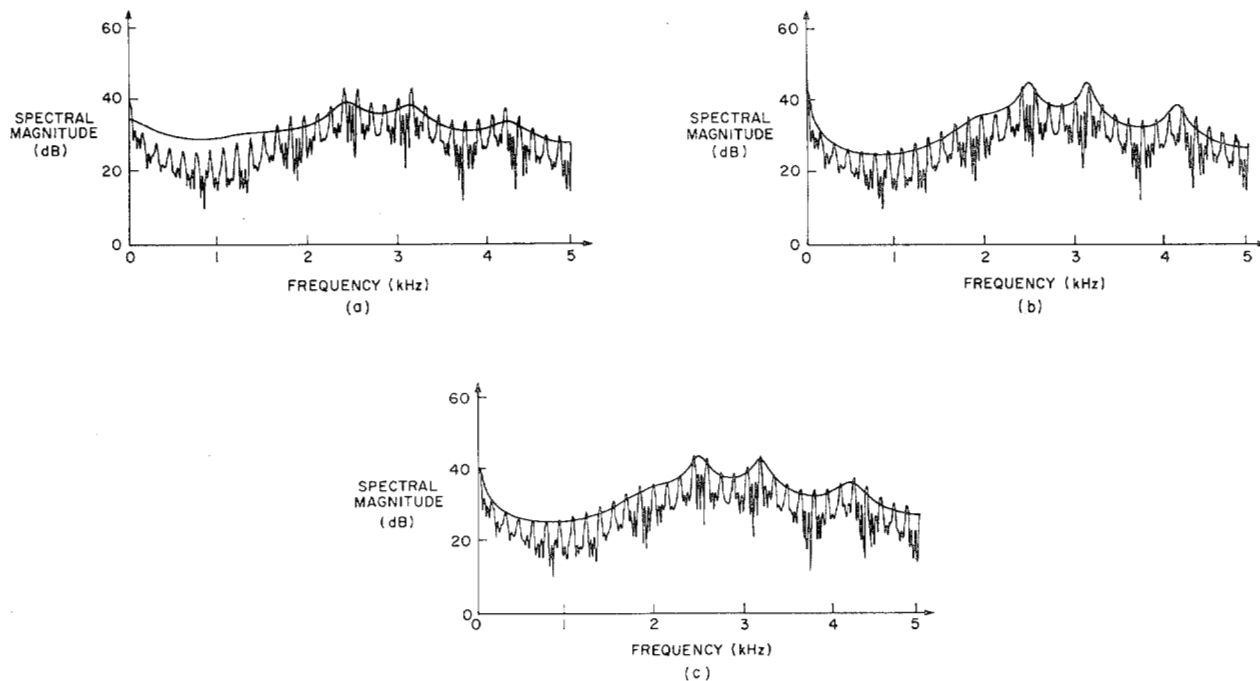 60
40
20
0
SPECTRAL
MAGNITUDE
(dB)
0 1 2 3 4 5
FREQUENCY (kHz)
(a)
60
40
20
0
SPECTRAL
MAGNITUDE
(dB)
0 1 2 3 4 5
FREQUENCY (kHz)
(b)
60
40
20
0
SPECTRAL
MAGNITUDE
(dB)
0 1 2 3 4 5
FREQUENCY (kHz)
(c)